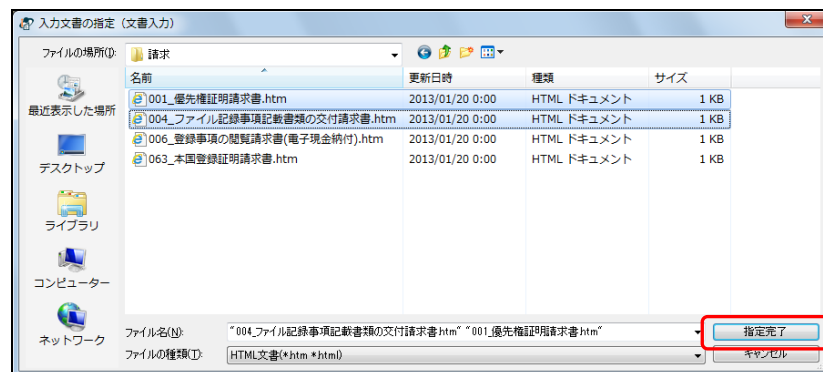 入力文書の指定（文書入力）
ファイルの場所(I):
請求
名前
更新日時
種類
サイズ
001_優先権証明請求書.htm 2013/01/20 0:00 HTML ドキュメント 1 KB
004_ファイル記録事項記載書類の交付請求書.htm 2013/01/20 0:00 HTML ドキュメント 1 KB
006_登録事項の閲覧請求書(電子現金納付).htm 2013/01/20 0:00 HTML ドキュメント 1 KB
063_本国登録証明請求書.htm 2013/01/20 0:00 HTML ドキュメント 1 KB
最近表示した場所
デスクトップ
ライブラリ
コンピューター
ネットワーク
ファイル名(N):
"004_ファイル記録事項記載書類の交付請求書.htm" "001_優先権証明請求書.htm"
指定完了
ファイルの種類(T):
HTML文書(*.htm *.html)
キャンセル